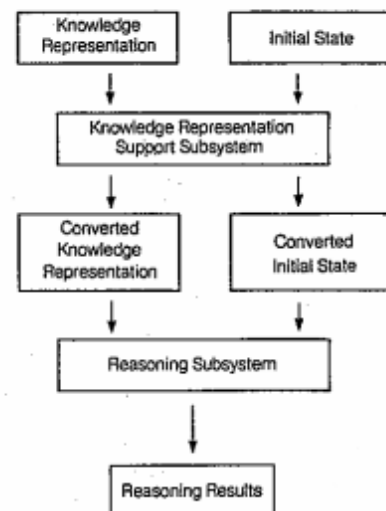 Knowledge
Representation
Initial State
Knowledge Representation
Support Subsystem
Converted
Knowledge
Representation
Converted
Initial State
Reasoning Subsystem
Reasoning Results